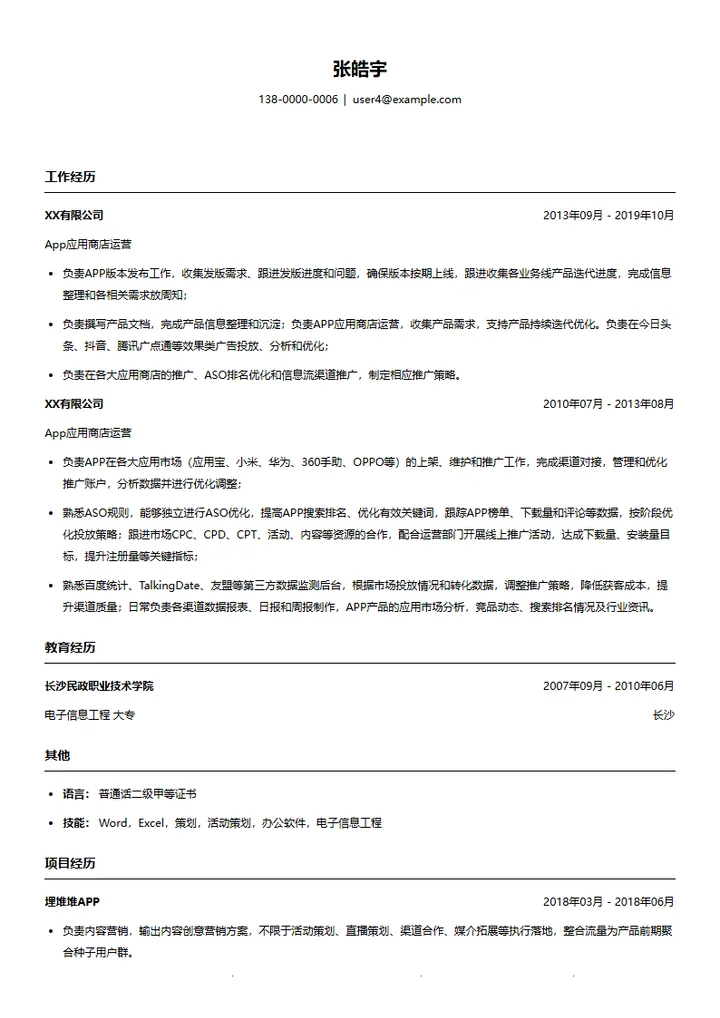 张皓宇
138-0000-0006 | user4@example.com
工作经历
XX有限公司 2013年09月 - 2019年10月
App应用商店运营
• 负责APP版本发布工作，收集发版需求、跟进发版进度和问题，确保版本按期上线，跟进收集各业务线产品迭代进度，完成信息
整理和各相关需求放周知；
• 负责撰写产品文档，完成产品信息整理和沉淀；负责APP应用商店运营，收集产品需求，支持产品持续迭代优化。负责在今日头
条、抖音、腾讯广点通等效果类广告投放、分析和优化；
• 负责在各大应用商店的推广、ASO排名优化和信息流渠道推广，制定相应推广策略。
XX有限公司 2010年07月 - 2013年08月
App应用商店运营
• 负责APP在各大应用市场（应用宝、小米、华为、360手助、OPPO等）的上架、维护和推广工作，完成渠道对接，管理和优化
推广账户，分析数据并进行优化调整；
• 熟悉ASO规则，能够独立进行ASO优化，提高APP搜索排名、优化有效关键词，跟踪APP榜单、下载量和评论等数据，按阶段优
化投放策略；跟进市场CPC、CPD、CPT、活动、内容等资源的合作，配合运营部门开展线上推广活动，达成下载量、安装量目
标，提升注册量等关键指标；
• 熟悉百度统计、TalkingDate、友盟等第三方数据监测后台，根据市场投放情况和转化数据，调整推广策略，降低获客成本，提
升渠道质量；日常负责各渠道数据报表、日报和周报制作，APP产品的应用市场分析，竞品动态、搜索排名情况及行业资讯。
教育经历
长沙民政职业技术学院 2007年09月 - 2010年06月
电子信息工程 大专 长沙
其他
• 语言： 普通话二级甲等证书
• 技能： Word，Excel，策划，活动策划，办公软件，电子信息工程
项目经历
埋堆堆APP 2018年03月 - 2018年06月
• 负责内容营销，输出内容创意营销方案，不限于活动策划、直播策划、渠道合作、媒介拓展等执行落地，整合流量为产品前期聚
合种子用户群。